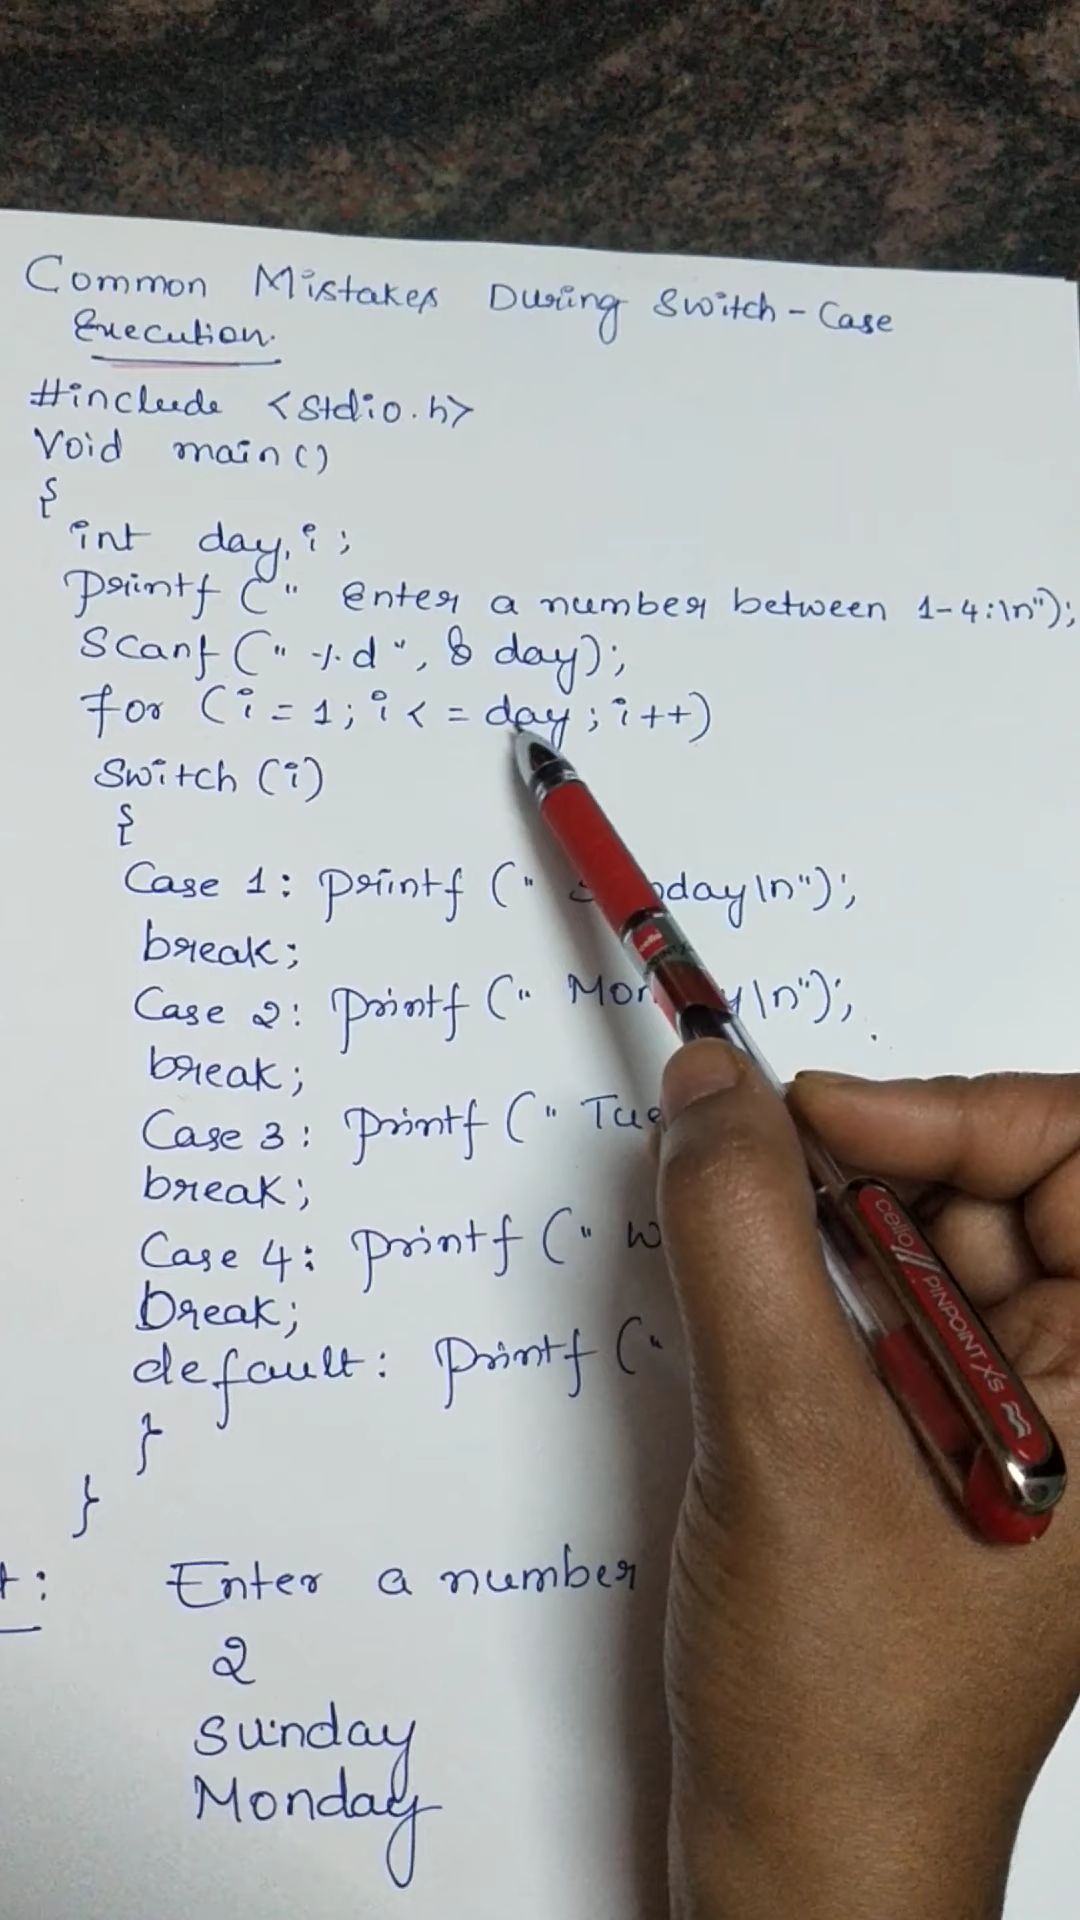 Common Mistakes During Switch-Case
Execution.
#include <stdio.h>
Void main()
{
int day, i;
printf (" enter a number between 1-4:\n");
Scanf ("%d", & day);
for (i = 1; i < = day; i++)
Switch (i)
{
Case 1: printf (" day\n");
break;
Case 2: printf (" Mon y\n");
break;
Case 3: printf (" Tue
break;
Case 4: printf (" W
break;
default: printf ("
}
}
t: Enter a number
2
Sunday
Monday
cello PINPOINT XS